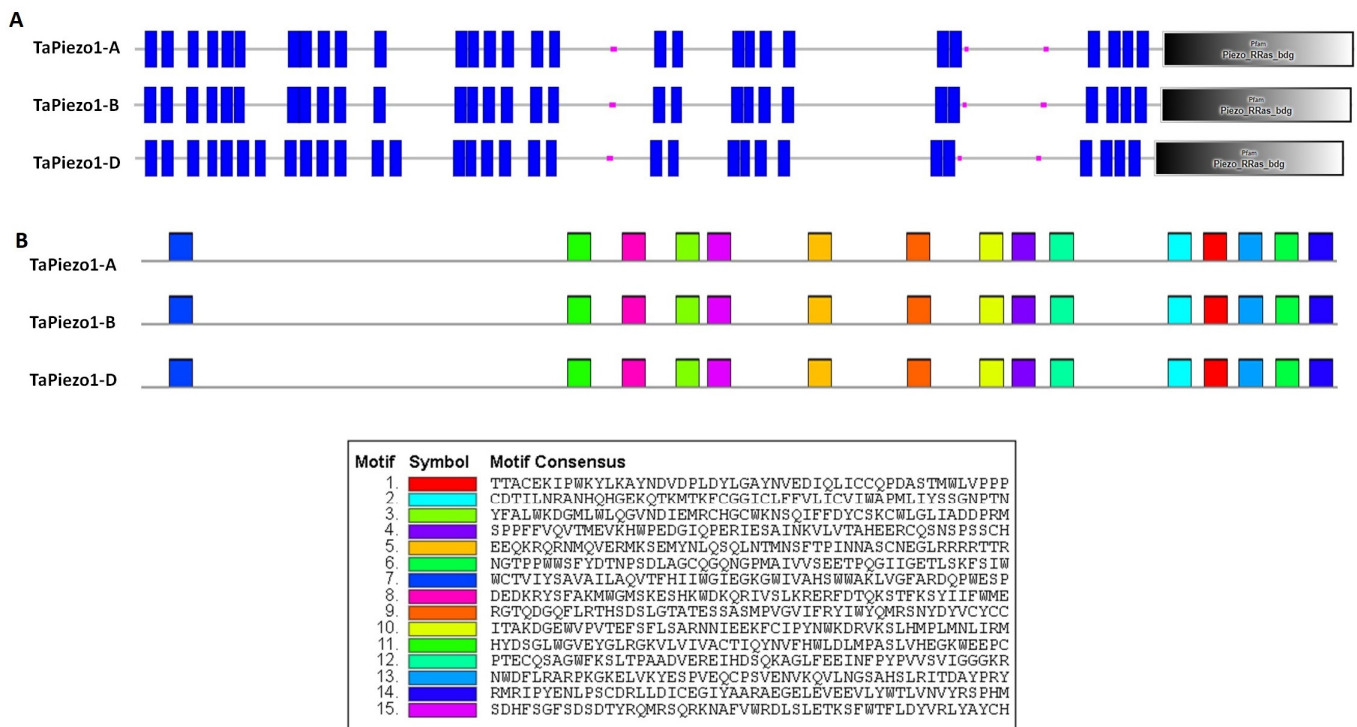 A
TaPiezo1-A
Pfam
Piezo_RRas_bdg
TaPiezo1-B
Pfam
Piezo_RRas_bdg
TaPiezo1-D
Pfam
Piezo_RRas_bdg
B
TaPiezo1-A
TaPiezo1-B
TaPiezo1-D
Motif Symbol Motif Consensus
1. TTACEKIPWKYLKAYNDVDPLDYLGAYNVEDIQLICCQPDASTMWLVPPP
2. CDTILNRANHQHGEKQTKMTKFCGGICLFFVLICVIWAPMLIYSSGNPTN
3. YFALWKDGMLWLQGVNDIEMRCHGCWKNSQIFFDYCSKCWLGLIADDPRM
4. SPPFFVQVTMEVKHWPEDGIQPERIESAINKVLVTAHEERCQSNSPSSCH
5. EEQKRQRNMQVERMKSEMYNLQSQLNTMNSFTPINNASCNEGLRRRRTTR
6. NGTPPWWSFYDTNPSDLAGCQGQNGPMAIVVSEETPQGIIGETLSKFSIW
7. WCTVIYSAVAILAQVTFHIIWGIEGKGWIVAHSWWAKLVGFARDQPWESP
8. DEDKRYSFAKMWGMSKESHKWDKQRIVSLKRERFDTQKSTFKSYIIFWME
9. RGTQDGQFLRTHSDSLGTATESSASMPVGVIFRYIWYQMRSNYDYVCYCC
10. ITAKDGEWVPVTEFSFLSARNNIEEKFCIPYNWKDRVKSLHMPLMNLIRM
11. HYDSGLWGVEYGLRGKVLVIVACTIQYNVFHWLDLMPASLVHEGKWEEPC
12. PTECQSAGWFKSLTPAADVEREIHDSQKAGLFEEINFPYPVVSVIGGGKR
13. NWDFLRARPKGKELVKYESPVEQCPSVENVKQVLNGSAHSLRITDAYPRY
14. RMRIPYENLPSCDRLLDICEGIYAARAEGELEVEEVLYWTLVNVYRSPHM
15. SDHFSGFSDSDTYRQMRSQRKNAFVWRDLSLETKSFWTFLDYVRLYAYCH